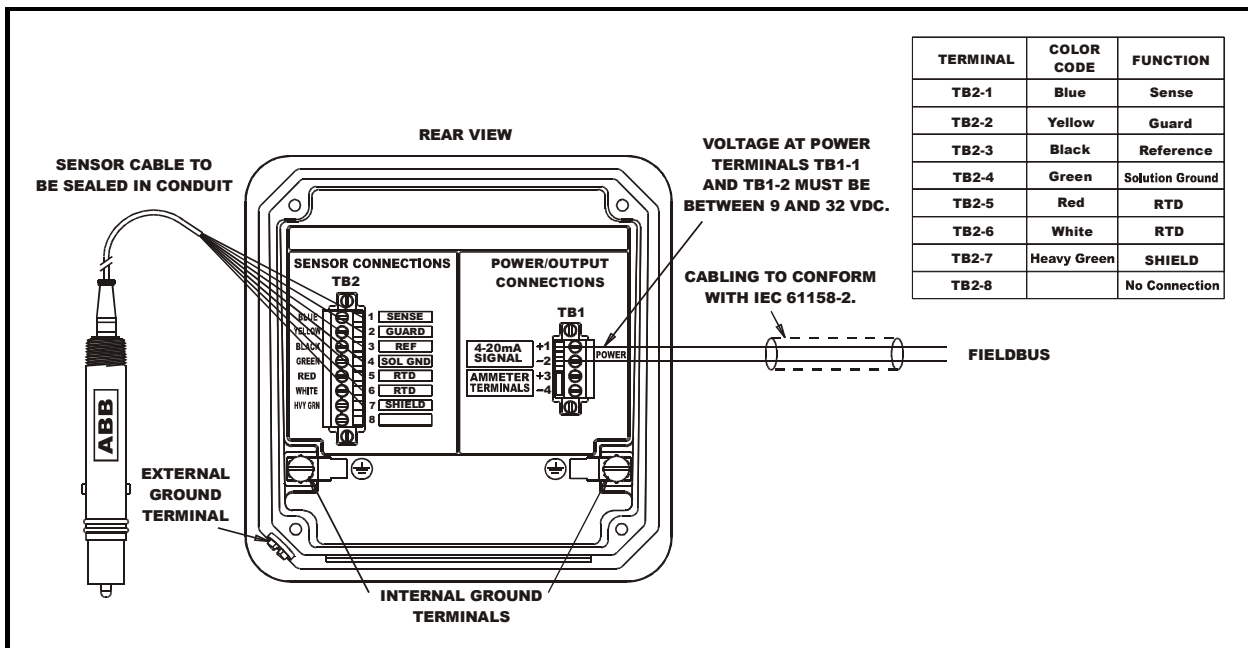 REAR VIEW
SENSOR CABLE TO
BE SEALED IN CONDUIT
VOLTAGE AT POWER
TERMINALS TB1-1
AND TB1-2 MUST BE
BETWEEN 9 AND 32 VDC.
TERMINAL COLOR CODE FUNCTION
TB2-1 Blue Sense
TB2-2 Yellow Guard
TB2-3 Black Reference
TB2-4 Green Solution Ground
TB2-5 Red RTD
TB2-6 White RTD
TB2-7 Heavy Green SHIELD
TB2-8 No Connection
CABLING TO CONFORM
WITH IEC 61158-2.
FIELDBUS
SENSOR CONNECTIONS
TB2
BLUE 1 SENSE
YELLOW 2 GUARD
BLACK 3 REF
GREEN 4 SOL GND
RED 5 RTD
WHITE 6 RTD
HVY GRN 7 SHIELD
8
POWER/OUTPUT
CONNECTIONS
TB1
4-20mA
SIGNAL
+1
−2
POWER
AMMETER
TERMINALS
+3
−4
ABB
EXTERNAL
GROUND
TERMINAL
INTERNAL GROUND
TERMINALS